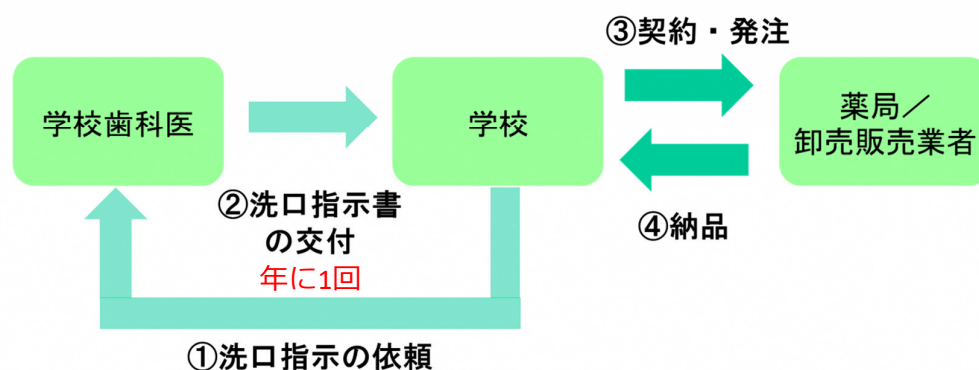 ③契約・発注
学校歯科医
学校
薬局／
卸売販売業者
②洗口指示書
の交付
年に1回
④納品
①洗口指示の依頼